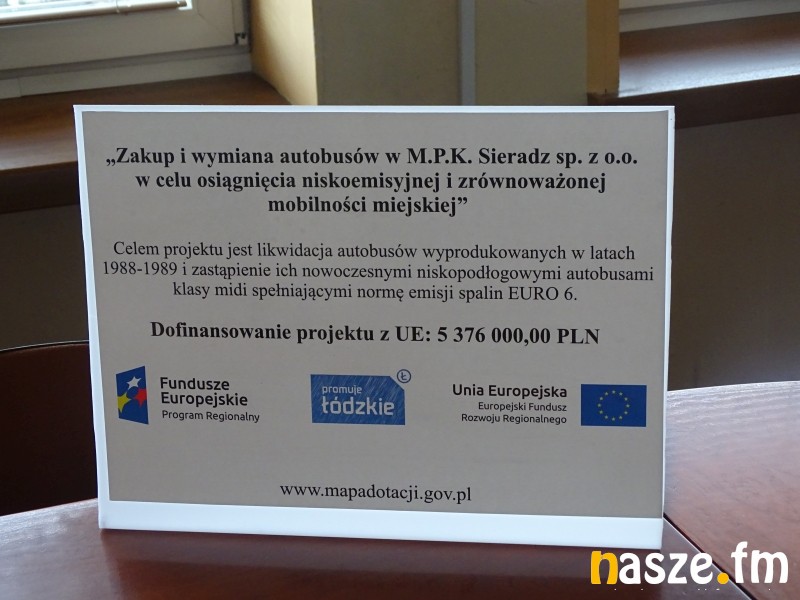 „Zakup i wymiana autobusów w M.P.K. Sieradz sp. z o.o.
w celu osiągnięcia niskoemisyjnej i zrównoważonej
mobilności miejskiej”
Celem projektu jest likwidacja autobusów wyprodukowanych w latach
1988-1989 i zastąpienie ich nowoczesnymi niskopodłogowymi autobusami
klasy midi spełniającymi normę emisji spalin EURO 6.
Dofinansowanie projektu z UE: 5 376 000,00 PLN
Fundusze
Europejskie
Program Regionalny
promuje
łódzkie
Ł
Unia Europejska
Europejski Fundusz
Rozwoju Regionalnego
www.mapadotacji.gov.pl
nasze.fm